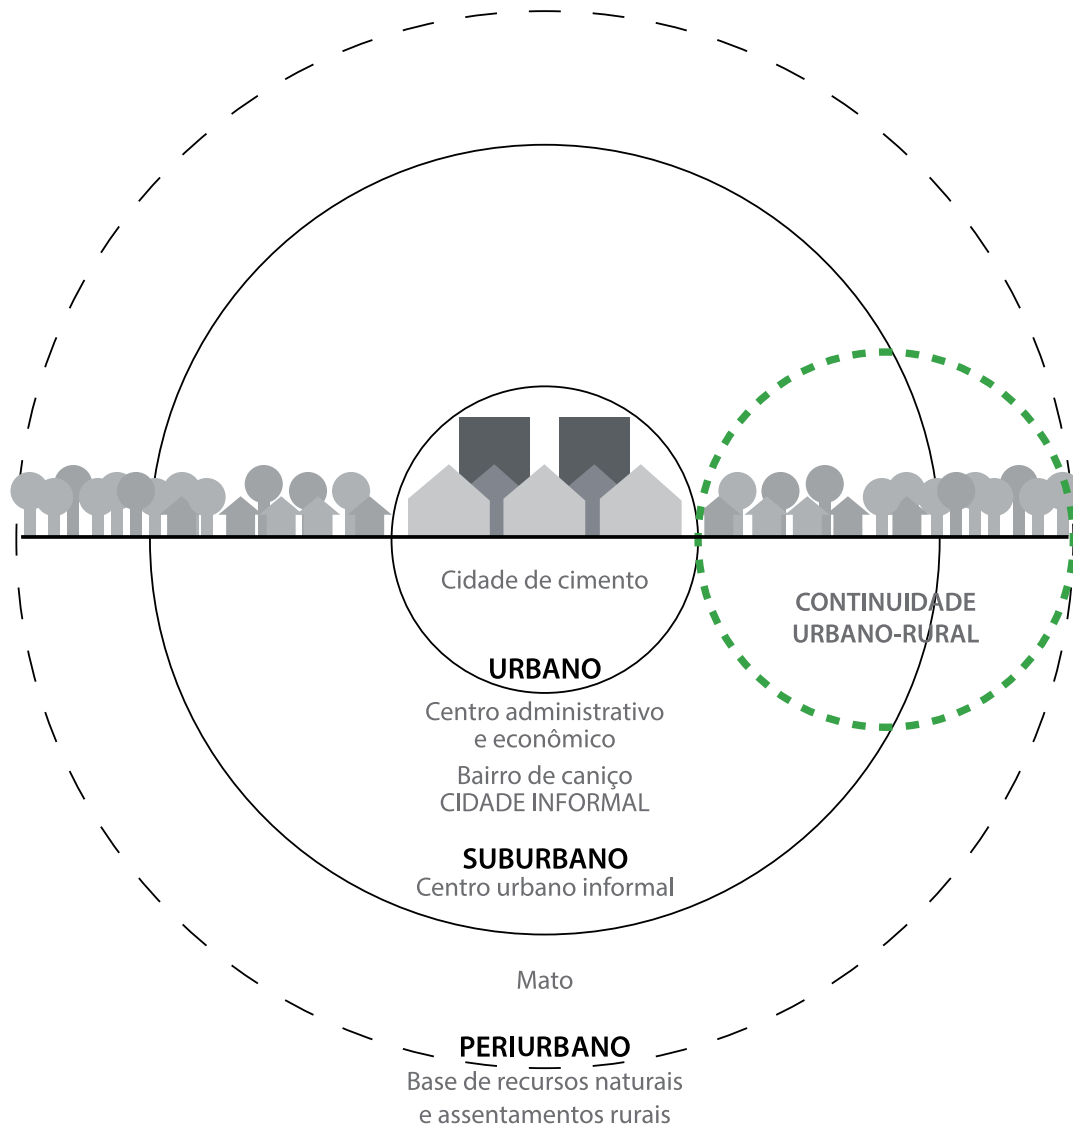 Cidade de cimento
CONTINUIDADE
URBANO-RURAL
URBANO
Centro administrativo
e econômico
Bairro de caniço
CIDADE INFORMAL
SUBURBANO
Centro urbano informal
Mato
PERIURBANO
Base de recursos naturais
e assentamentos rurais